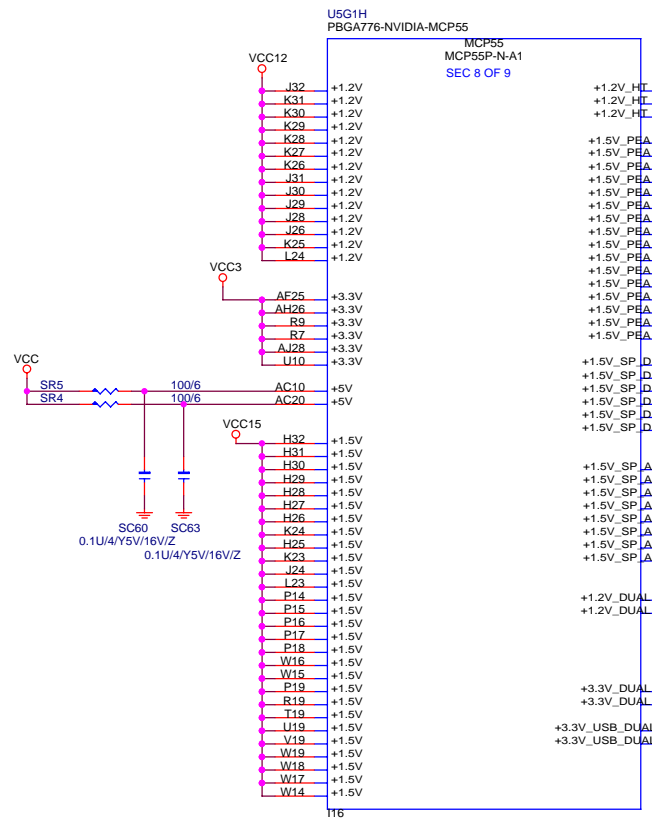 U5G1H
PBGA776-NVIDIA-MCP55
MCP55
MCP55P-N-A1
SEC 8 OF 9
VCC12
J32 +1.2V +1.2V_HT
K31 +1.2V +1.2V_HT
K30 +1.2V +1.2V_HT
K29 +1.2V
K28 +1.2V +1.5V_PEA
K27 +1.2V +1.5V_PEA
K26 +1.2V +1.5V_PEA
J31 +1.2V +1.5V_PEA
J30 +1.2V +1.5V_PEA
J29 +1.2V +1.5V_PEA
J28 +1.2V +1.5V_PEA
J26 +1.2V +1.5V_PEA
K25 +1.2V +1.5V_PEA
L24 +1.2V +1.5V_PEA
VCC3
+1.5V_PEA
+1.5V_PEA
AF25 +3.3V +1.5V_PEA
AH26 +3.3V +1.5V_PEA
R9 +3.3V +1.5V_PEA
R7 +3.3V +1.5V_PEA
AJ28 +3.3V
U10 +3.3V +1.5V_SP_D
VCC
+1.5V_SP_D
SR5 100/6 AC10 +5V +1.5V_SP_D
SR4 100/6 AC20 +5V +1.5V_SP_D
+1.5V_SP_D
+1.5V_SP_D
VCC15
H32 +1.5V
H31 +1.5V
H30 +1.5V +1.5V_SP_A
H29 +1.5V +1.5V_SP_A
H28 +1.5V +1.5V_SP_A
H27 +1.5V +1.5V_SP_A
H26 +1.5V +1.5V_SP_A
K24 +1.5V +1.5V_SP_A
H25 +1.5V +1.5V_SP_A
K23 +1.5V +1.5V_SP_A
SC60 SC63
0.1U/4/Y5V/16V/Z
0.1U/4/Y5V/16V/Z
J24 +1.5V
L23 +1.5V
P14 +1.5V +1.2V_DUAL
P15 +1.5V +1.2V_DUAL
P16 +1.5V
P17 +1.5V
P18 +1.5V
W16 +1.5V
W15 +1.5V
P19 +1.5V +3.3V_DUAL
R19 +1.5V +3.3V_DUAL
T19 +1.5V
U19 +1.5V +3.3V_USB_DUAL
V19 +1.5V +3.3V_USB_DUAL
W19 +1.5V
W18 +1.5V
W17 +1.5V
W14 +1.5V
I16